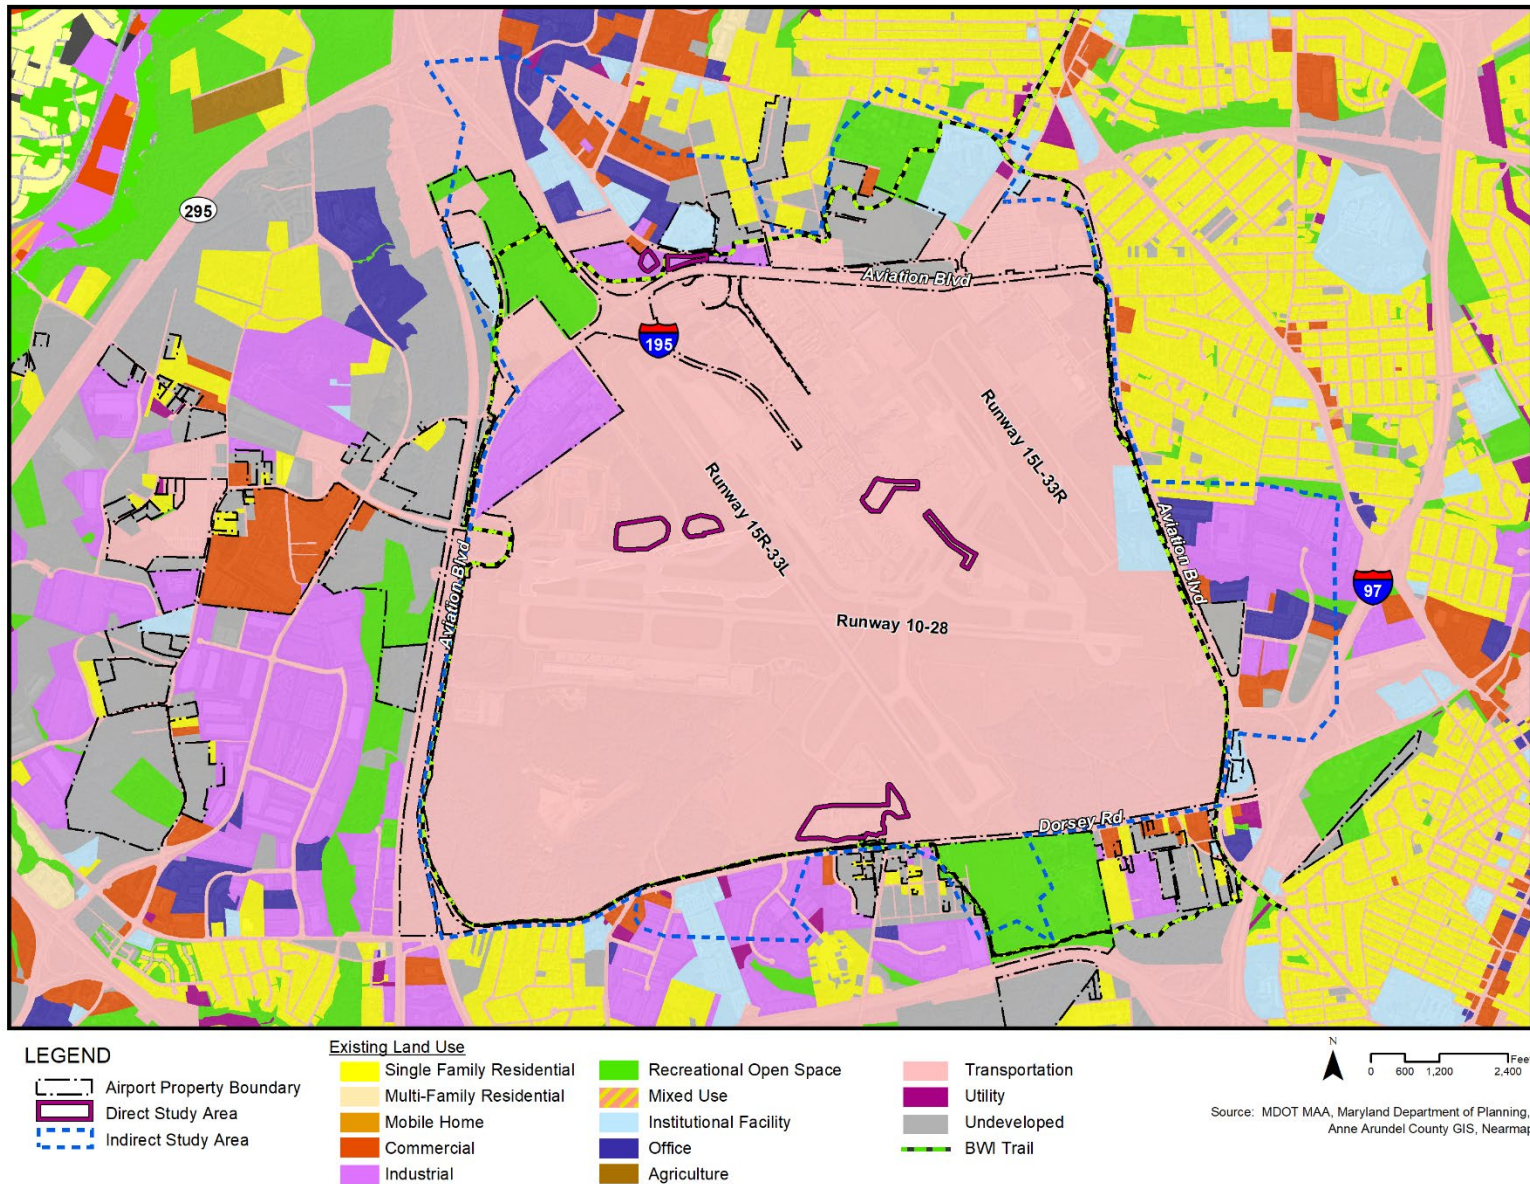 295
Aviation Blvd
195
Runway 15L-33R
Runway 15R-33L
Aviation Blvd
Aviation Blvd
97
Runway 10-28
Dorsey Rd
LEGEND
Airport Property Boundary
Direct Study Area
Indirect Study Area
Existing Land Use
Single Family Residential
Multi-Family Residential
Mobile Home
Commercial
Industrial
Recreational Open Space
Mixed Use
Institutional Facility
Office
Agriculture
Transportation
Utility
Undeveloped
BWI Trail
N
Feet
0 600 1,200 2,400
Source: MDOT MAA, Maryland Department of Planning,
Anne Arundel County GIS, Nearmap